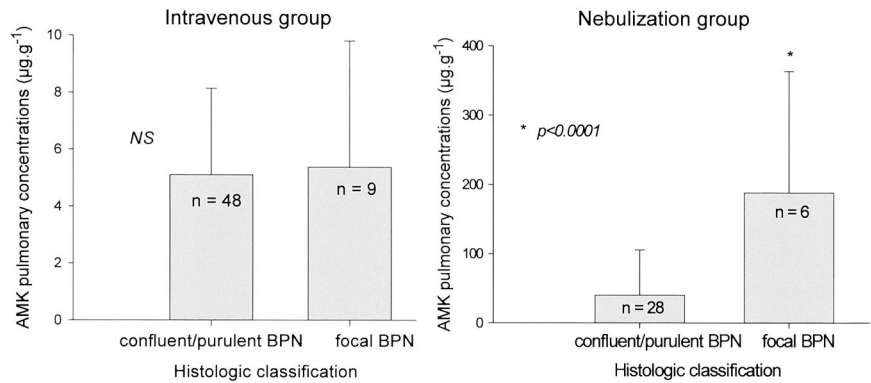 Intravenous group
AMK pulmonary concentrations (µg.g⁻¹)
10
8
6
4
2
0
NS
n = 48
n = 9
confluent/purulent BPN
focal BPN
Histologic classification
Nebulization group
AMK pulmonary concentrations (µg.g⁻¹)
400
300
200
100
0
*
* p<0.0001
n = 28
n = 6
confluent/purulent BPN
focal BPN
Histologic classification